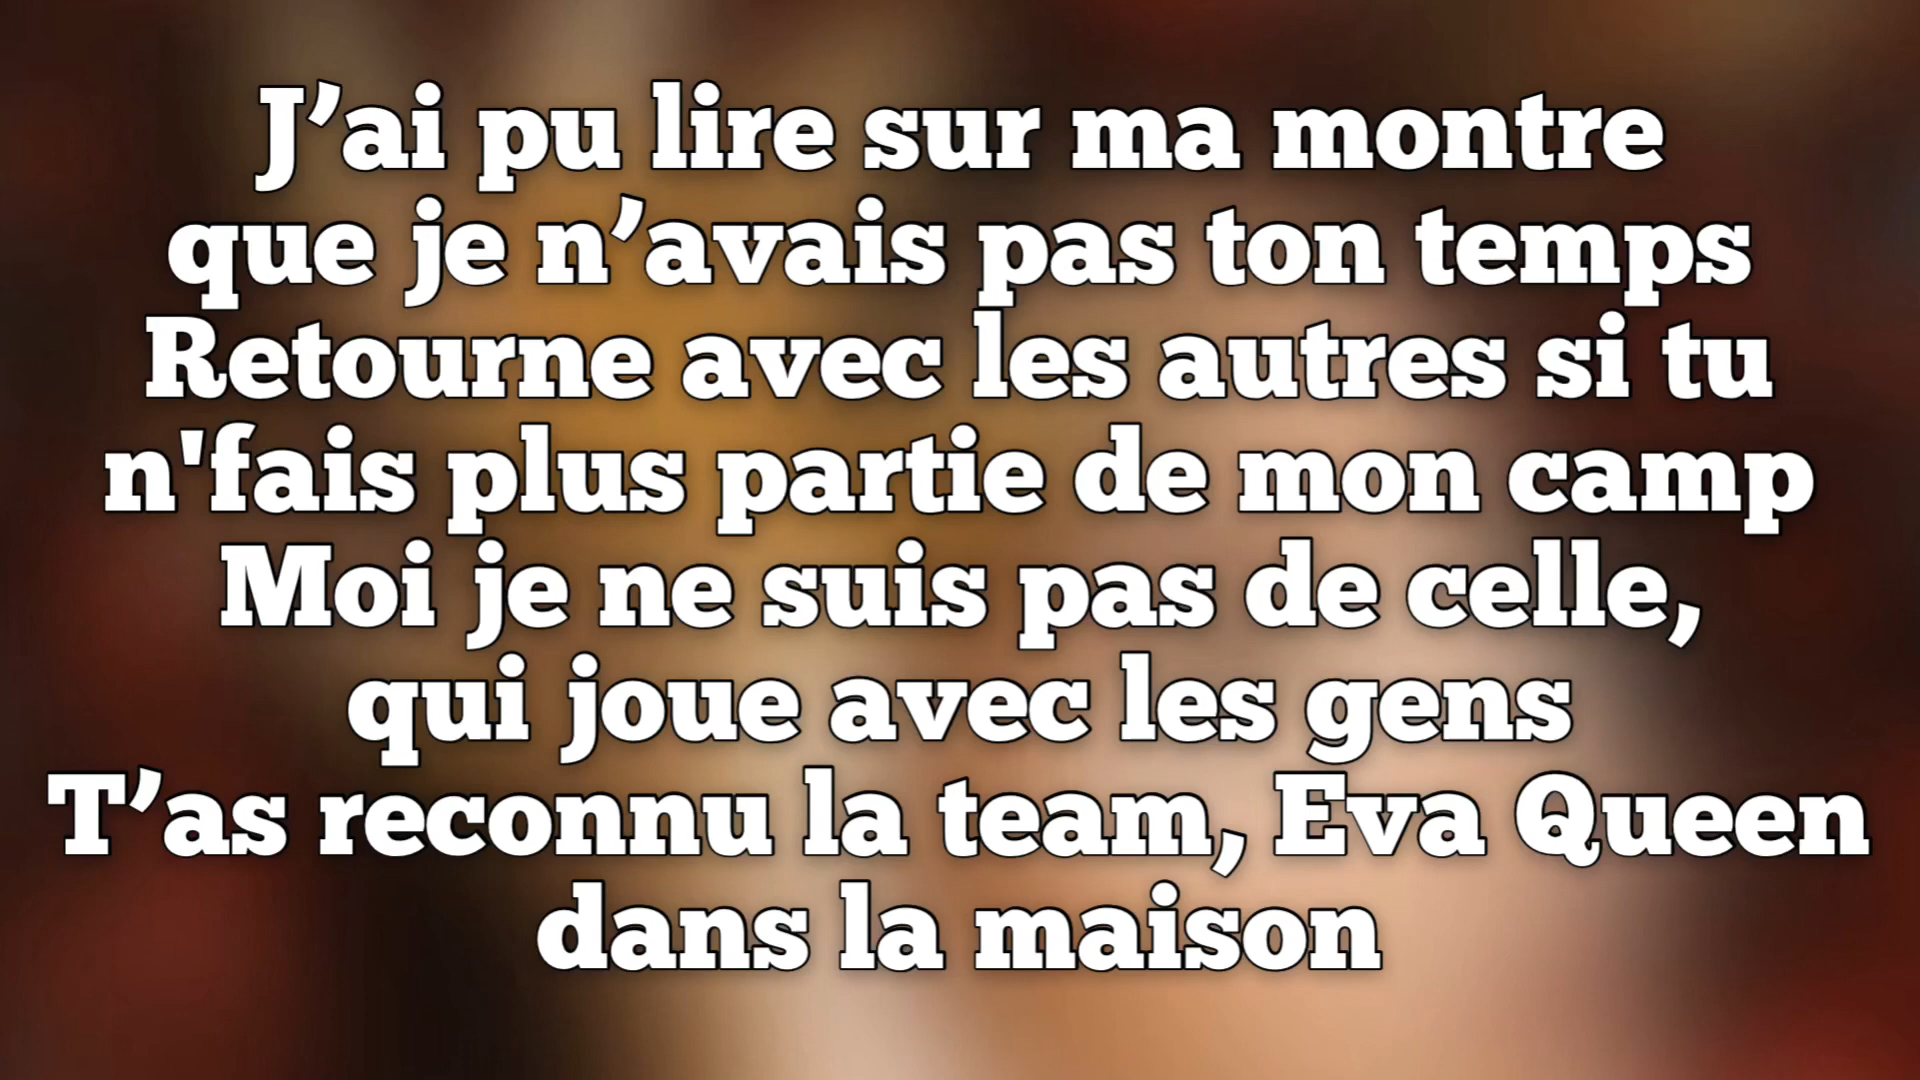 J’ai pu lire sur ma montre
que je n’avais pas ton temps
Retourne avec les autres si tu
n'fais plus partie de mon camp
Moi je ne suis pas de celle,
qui joue avec les gens
T’as reconnu la team, Eva Queen
dans la maison